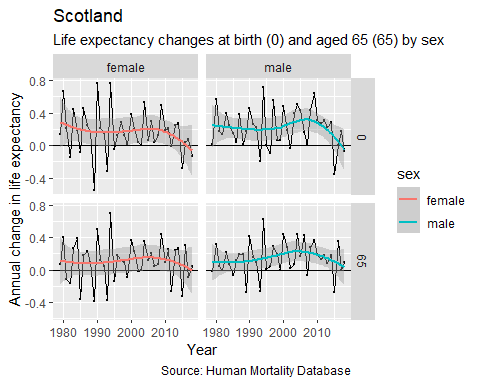 Scotland
Life expectancy changes at birth (0) and aged 65 (65) by sex
female
male
0.8
0.4
0.0
-0.4
0
0.8
0.4
0.0
-0.4
65
Annual change in life expectancy
1980 1990 2000 2010
1980 1990 2000 2010
Year
sex
female
male
Source: Human Mortality Database